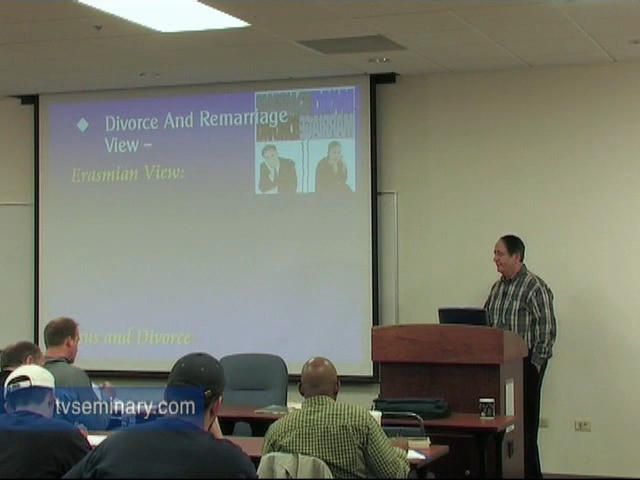 Divorce And Remarriage
View –
Erasmian View:
and Divorce
tvseminary.com